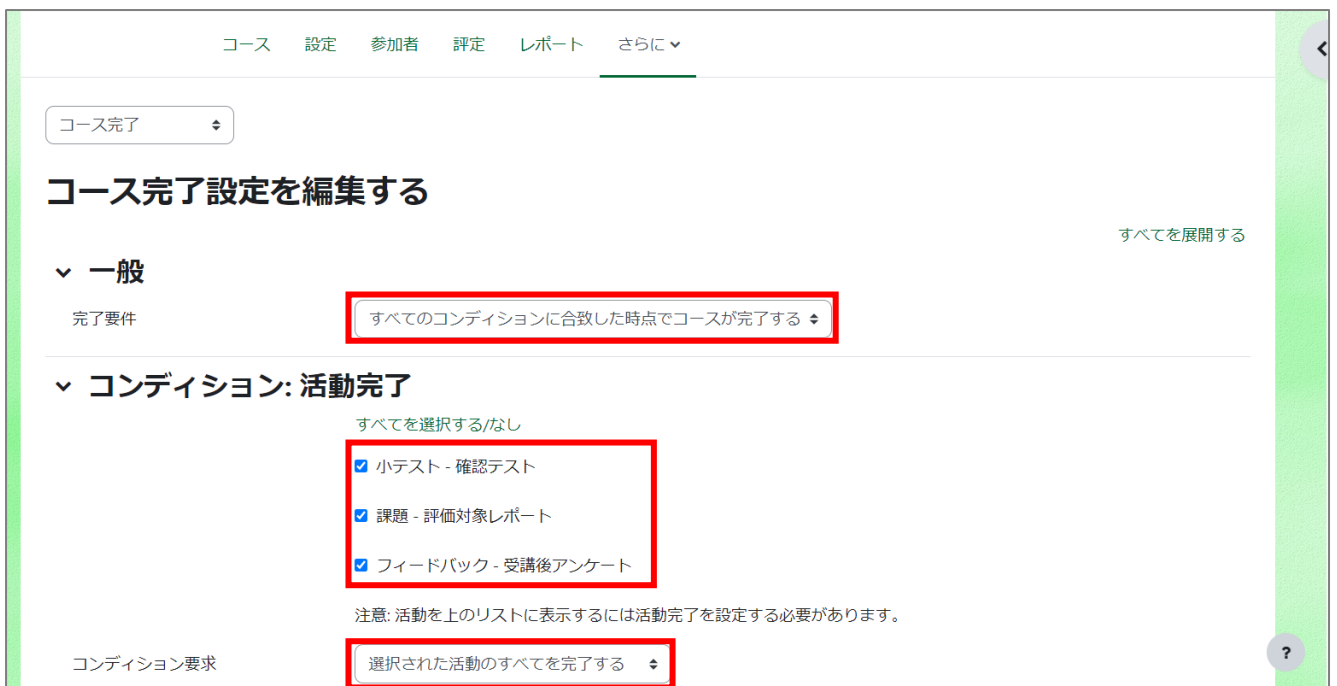 コース 設定 参加者 評定 レポート さらに
コース完了
コース完了設定を編集する
すべてを展開する
一般
完了要件 すべてのコンディションに合致した時点でコースが完了する
コンディション: 活動完了
すべてを選択する/なし
小テスト - 確認テスト
課題 - 評価対象レポート
フィードバック - 受講後アンケート
注意: 活動を上のリストに表示するには活動完了を設定する必要があります。
コンディション要求 選択された活動のすべてを完了する
?